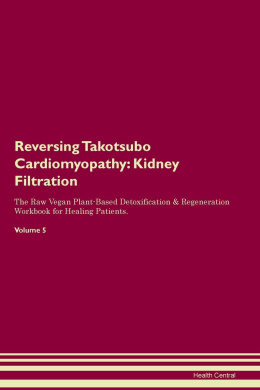 Reversing Takotsubo
Cardiomyopathy: Kidney
Filtration
The Raw Vegan Plant-Based Detoxification & Regeneration
Workbook for Healing Patients.
Volume 5
Health Central